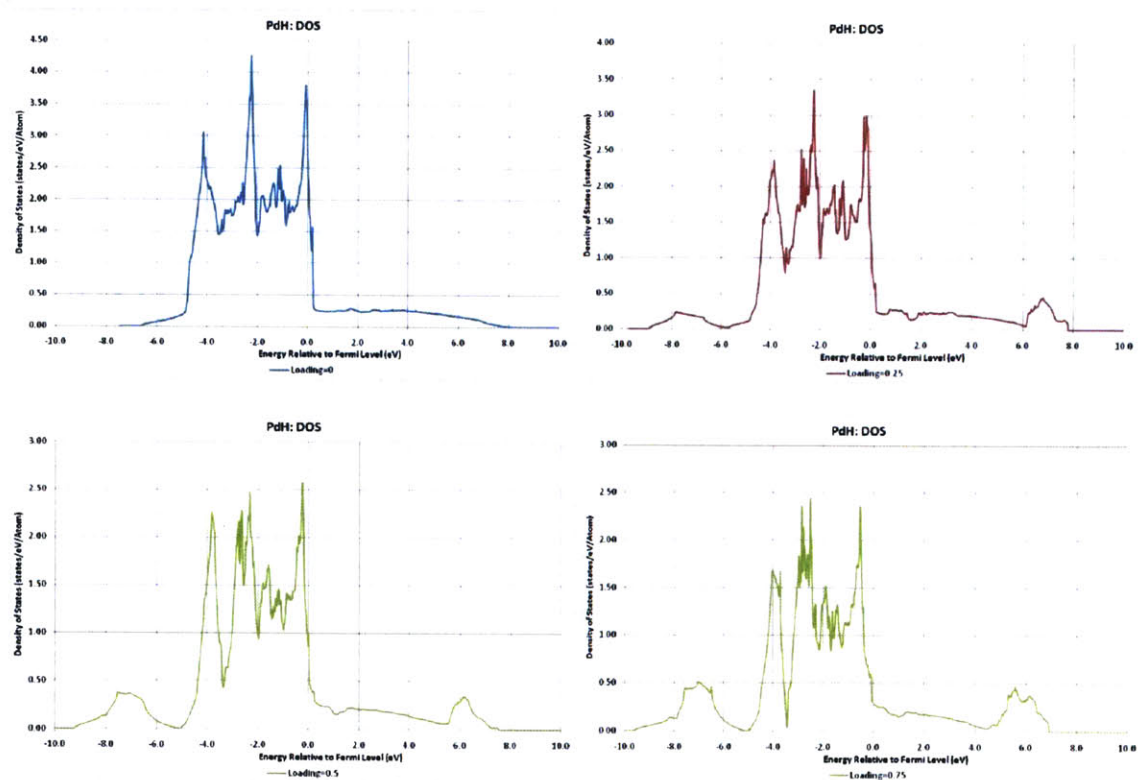 PdH: DOS
4.50
4.00
3.50
3.00
2.50
2.00
1.50
1.00
0.50
0.00
Density of States (states/eV/Atom)
-10.0 -8.0 -6.0 -4.0 -2.0 0.0 2.0 4.0 6.0 8.0 10.0
Energy Relative to Fermi Level (eV)
Loading=0
PdH: DOS
4.00
3.50
3.00
2.50
2.00
1.50
1.00
0.50
0.00
Density of States (states/eV/Atom)
-10.0 -8.0 -6.0 -4.0 -2.0 0.0 2.0 4.0 6.0 8.0 10.0
Energy Relative to Fermi Level (eV)
Loading=0.25
PdH: DOS
3.00
2.50
2.00
1.50
1.00
0.50
0.00
Density of States (states/eV/Atom)
-10.0 -8.0 -6.0 -4.0 -2.0 0.0 2.0 4.0 6.0 8.0 10.0
Energy Relative to Fermi Level (eV)
Loading=0.5
PdH: DOS
3.00
2.50
2.00
1.50
1.00
0.50
0.00
Density of States (states/eV/Atom)
-10.0 -8.0 -6.0 -4.0 -2.0 0.0 2.0 4.0 6.0 8.0 10.0
Energy Relative to Fermi Level (eV)
Loading=0.75